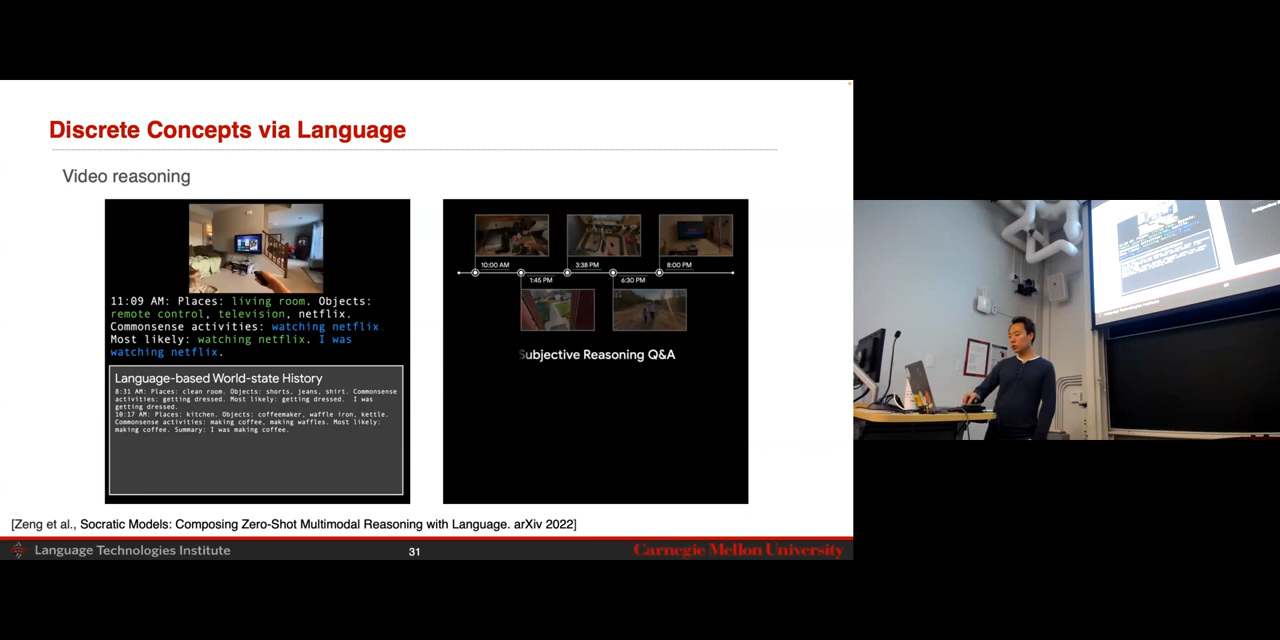 Discrete Concepts via Language
Video reasoning
11:09 AM: Places: living room. Objects:
remote control, television, netflix.
Commonsense activities: watching netflix.
Most likely: watching netflix. I was
watching netflix.
Language-based World-state History
8:31 AM: Places: clean room. Objects: shorts, jeans, shirt. Commonsense
activities: getting dressed. Most likely: getting dressed. I was
getting dressed.
10:17 AM: Places: kitchen. Objects: coffeemaker, waffle iron, kettle.
Commonsense activities: making coffee, making waffles. Most likely:
making coffee. Summary: I was making coffee.
10:00 AM
3:38 PM
8:00 PM
1:45 PM
6:30 PM
Subjective Reasoning Q&A
[Zeng et al., Socratic Models: Composing Zero-Shot Multimodal Reasoning with Language. arXiv 2022]
Language Technologies Institute
31
Carnegie Mellon University